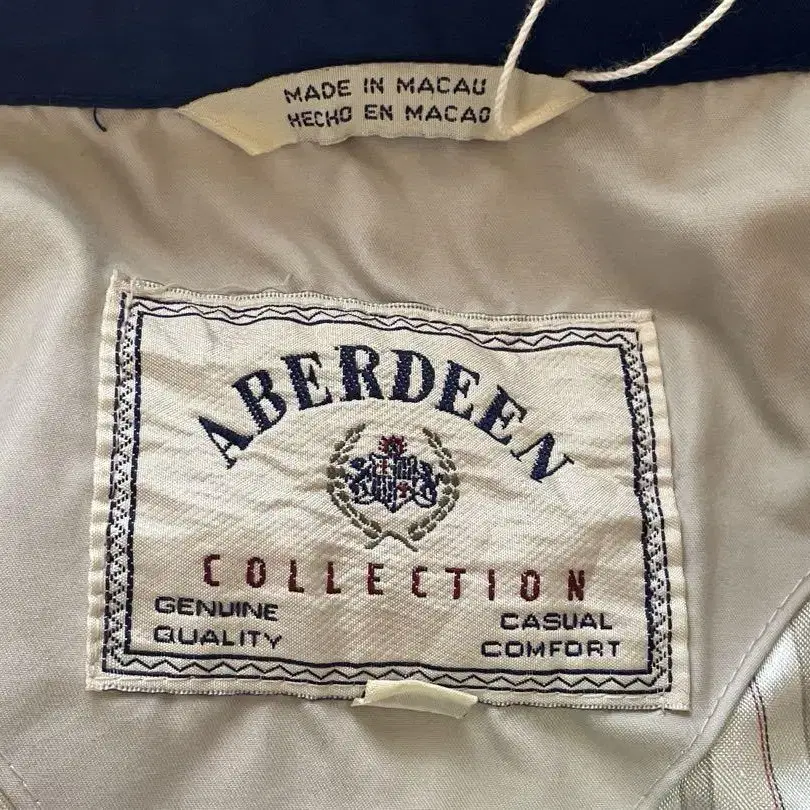 MADE IN MACAU
HECHO EN MACAO
ABERDEEN
COLLECTION
GENUINE
QUALITY
CASUAL
COMFORT